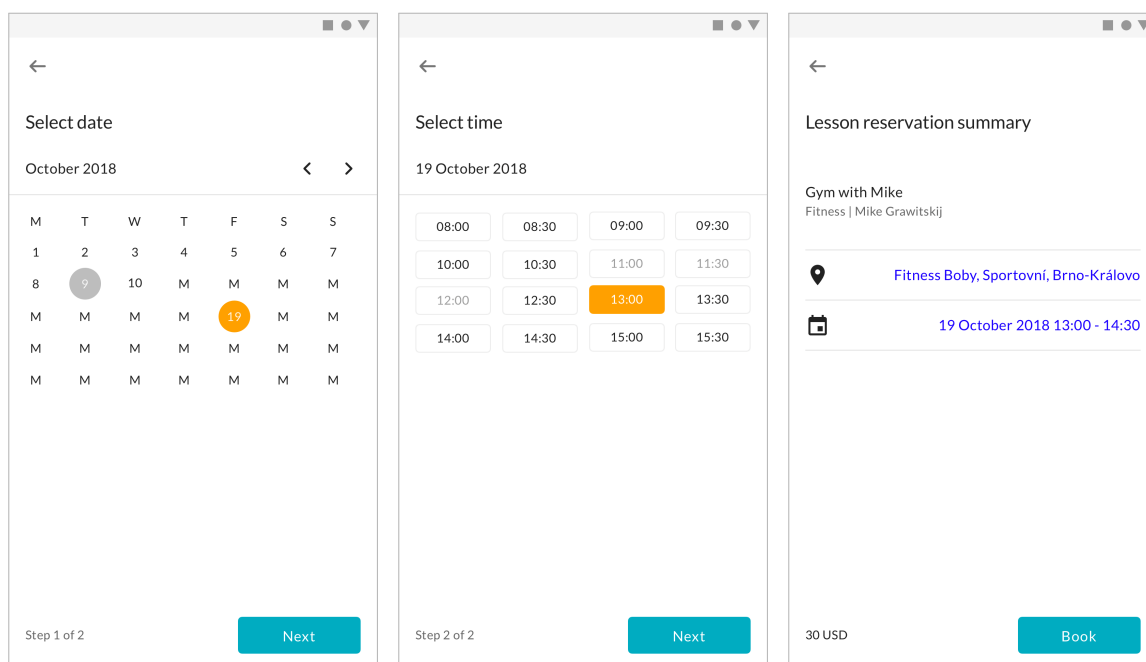 Select date
October 2018
M T W T F S S
1 2 3 4 5 6 7
8 9 10 M M M M
M M M M 19 M M
M M M M M M M
M M M M M M M
Step 1 of 2
Next
Select time
19 October 2018
08:00 08:30 09:00 09:30
10:00 10:30 11:00 11:30
12:00 12:30 13:00 13:30
14:00 14:30 15:00 15:30
Step 2 of 2
Next
Lesson reservation summary
Gym with Mike
Fitness | Mike Grawitskij
Fitness Boby, Sportovní, Brno-Královo
19 October 2018 13:00 - 14:30
30 USD
Book